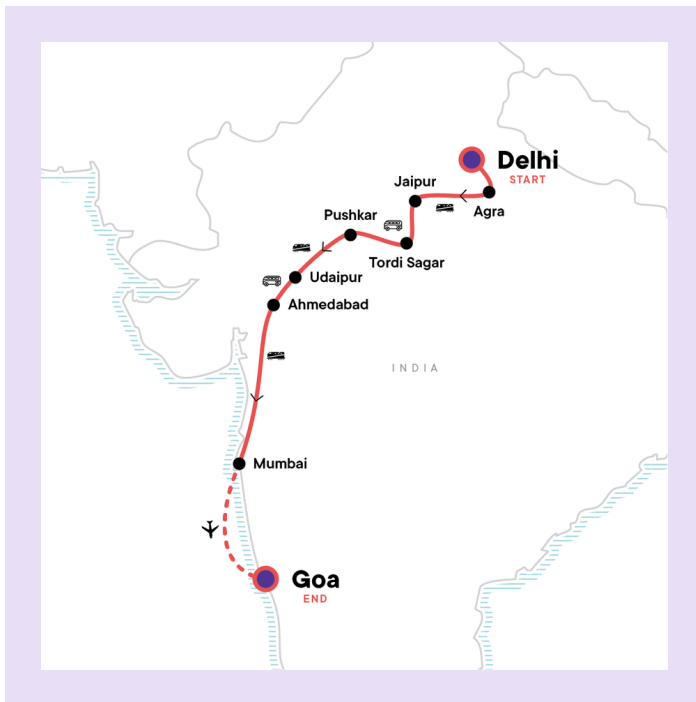 Delhi
START
Jaipur
Agra
Pushkar
Tordi Sagar
Udaipur
Ahmedabad
INDIA
Mumbai
Goa
END